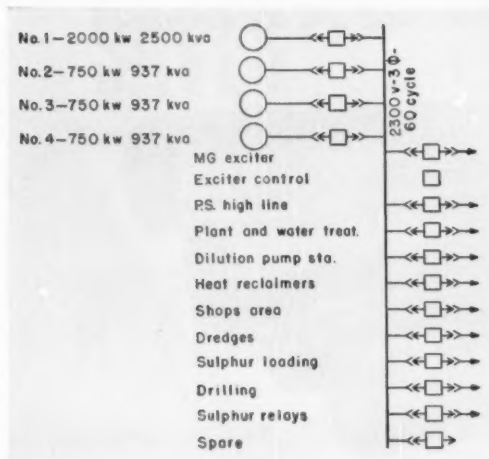 No.1—2000 kw 2500 kva
No.2—750 kw 937 kva
No.3—750 kw 937 kva
No.4—750 kw 937 kva
2300 v-3 Φ-
60 cycle
MG exciter
Exciter control
P.S. high line
Plant and water treat.
Dilution pump sta.
Heat reclaimers
Shops area
Dredges
Sulphur loading
Drilling
Sulphur relays
Spare